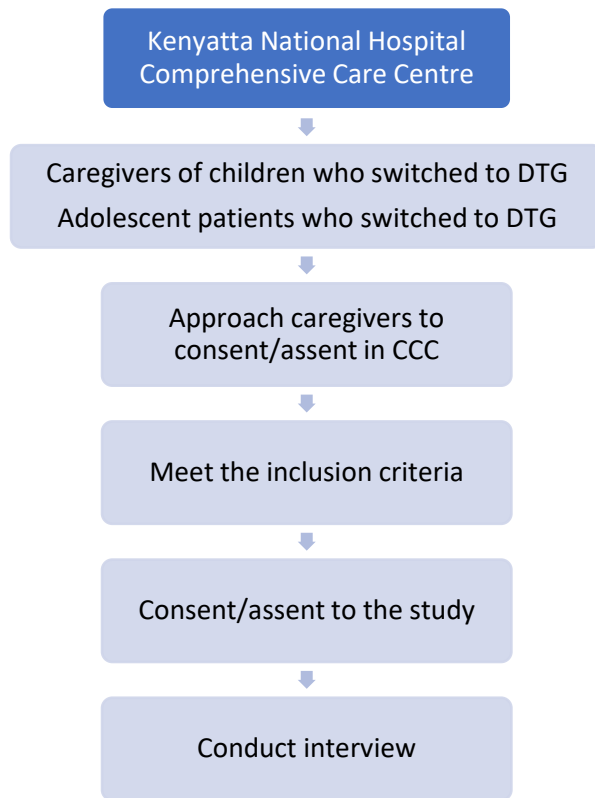 Kenyatta National Hospital
Comprehensive Care Centre
Caregivers of children who switched to DTG
Adolescent patients who switched to DTG
Approach caregivers to
consent/assent in CCC
Meet the inclusion criteria
Consent/assent to the study
Conduct interview